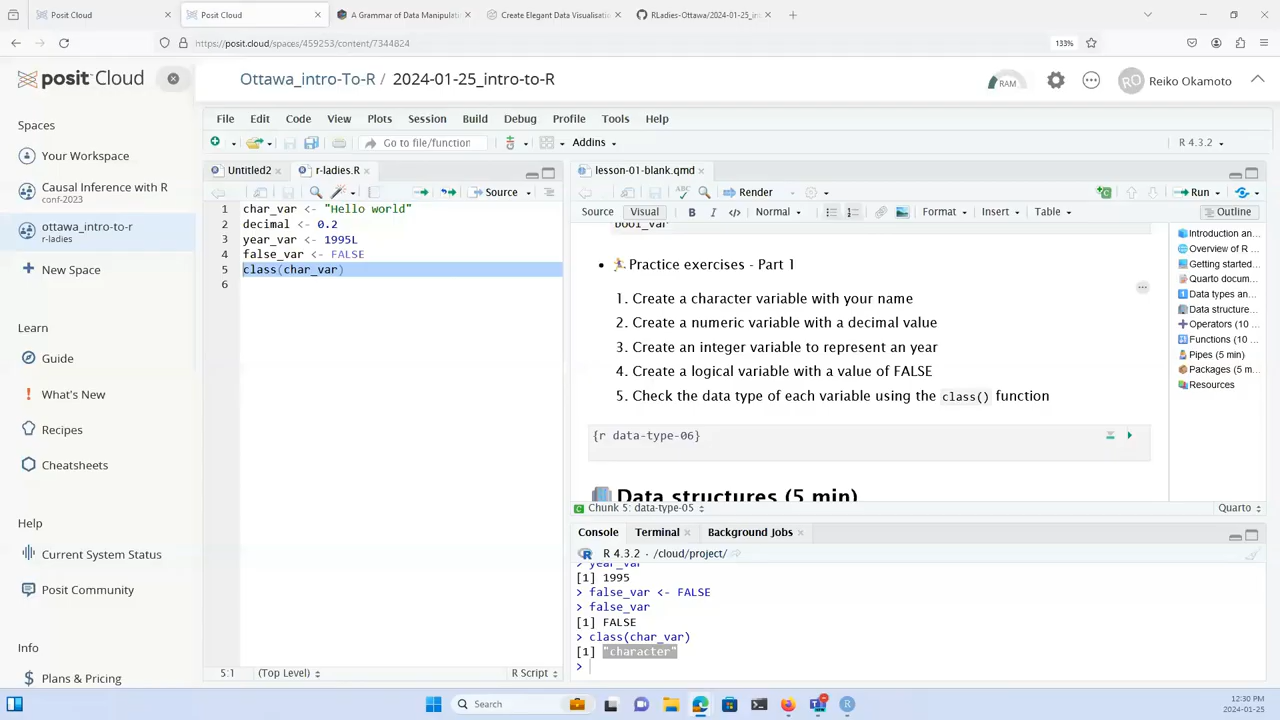 Posit Cloud
Posit Cloud
A Grammar of Data Manipulati
Create Elegant Data Visualisatio
RLadies-Ottawa/2024-01-25_int
https://posit.cloud/spaces/459253/content/7344824
133%
posit Cloud
Ottawa_intro-To-R / 2024-01-25_intro-to-R
RAM
RO
Reiko Okamoto
Spaces
Your Workspace
Causal Inference with R
conf-2023
ottawa_intro-to-r
r-ladies
New Space
Learn
Guide
What's New
Recipes
Cheatsheets
Help
Current System Status
Posit Community
Info
Plans & Pricing
File Edit Code View Plots Session Build Debug Profile Tools Help
Go to file/function
Addins
R 4.3.2
Untitled2
r-ladies.R
Source
1 char_var <- "Hello world"
2 decimal <- 0.2
3 year_var <- 1995L
4 false_var <- FALSE
5 class(char_var)
6
5:1 (Top Level) R Script
lesson-01-blank.qmd
Render
Run
Source Visual B I </> Normal Format Insert Table Outline
bool_var
• Practice exercises - Part 1
1. Create a character variable with your name
2. Create a numeric variable with a decimal value
3. Create an integer variable to represent an year
4. Create a logical variable with a value of FALSE
5. Check the data type of each variable using the class() function
{r data-type-06}
Data structures (5 min)
Introduction an...
Overview of R ...
Getting started...
Quarto docum...
Data types an...
Data structure...
Operators (10 ...
Functions (10 ...
Pipes (5 min)
Packages (5 m...
Resources
Chunk 5: data-type-05
Quarto
Console Terminal Background Jobs
R 4.3.2 · /cloud/project/
> year_var
[1] 1995
> false_var <- FALSE
> false_var
[1] FALSE
> class(char_var)
[1] "character"
>
Search
12:30 PM
2024-01-25